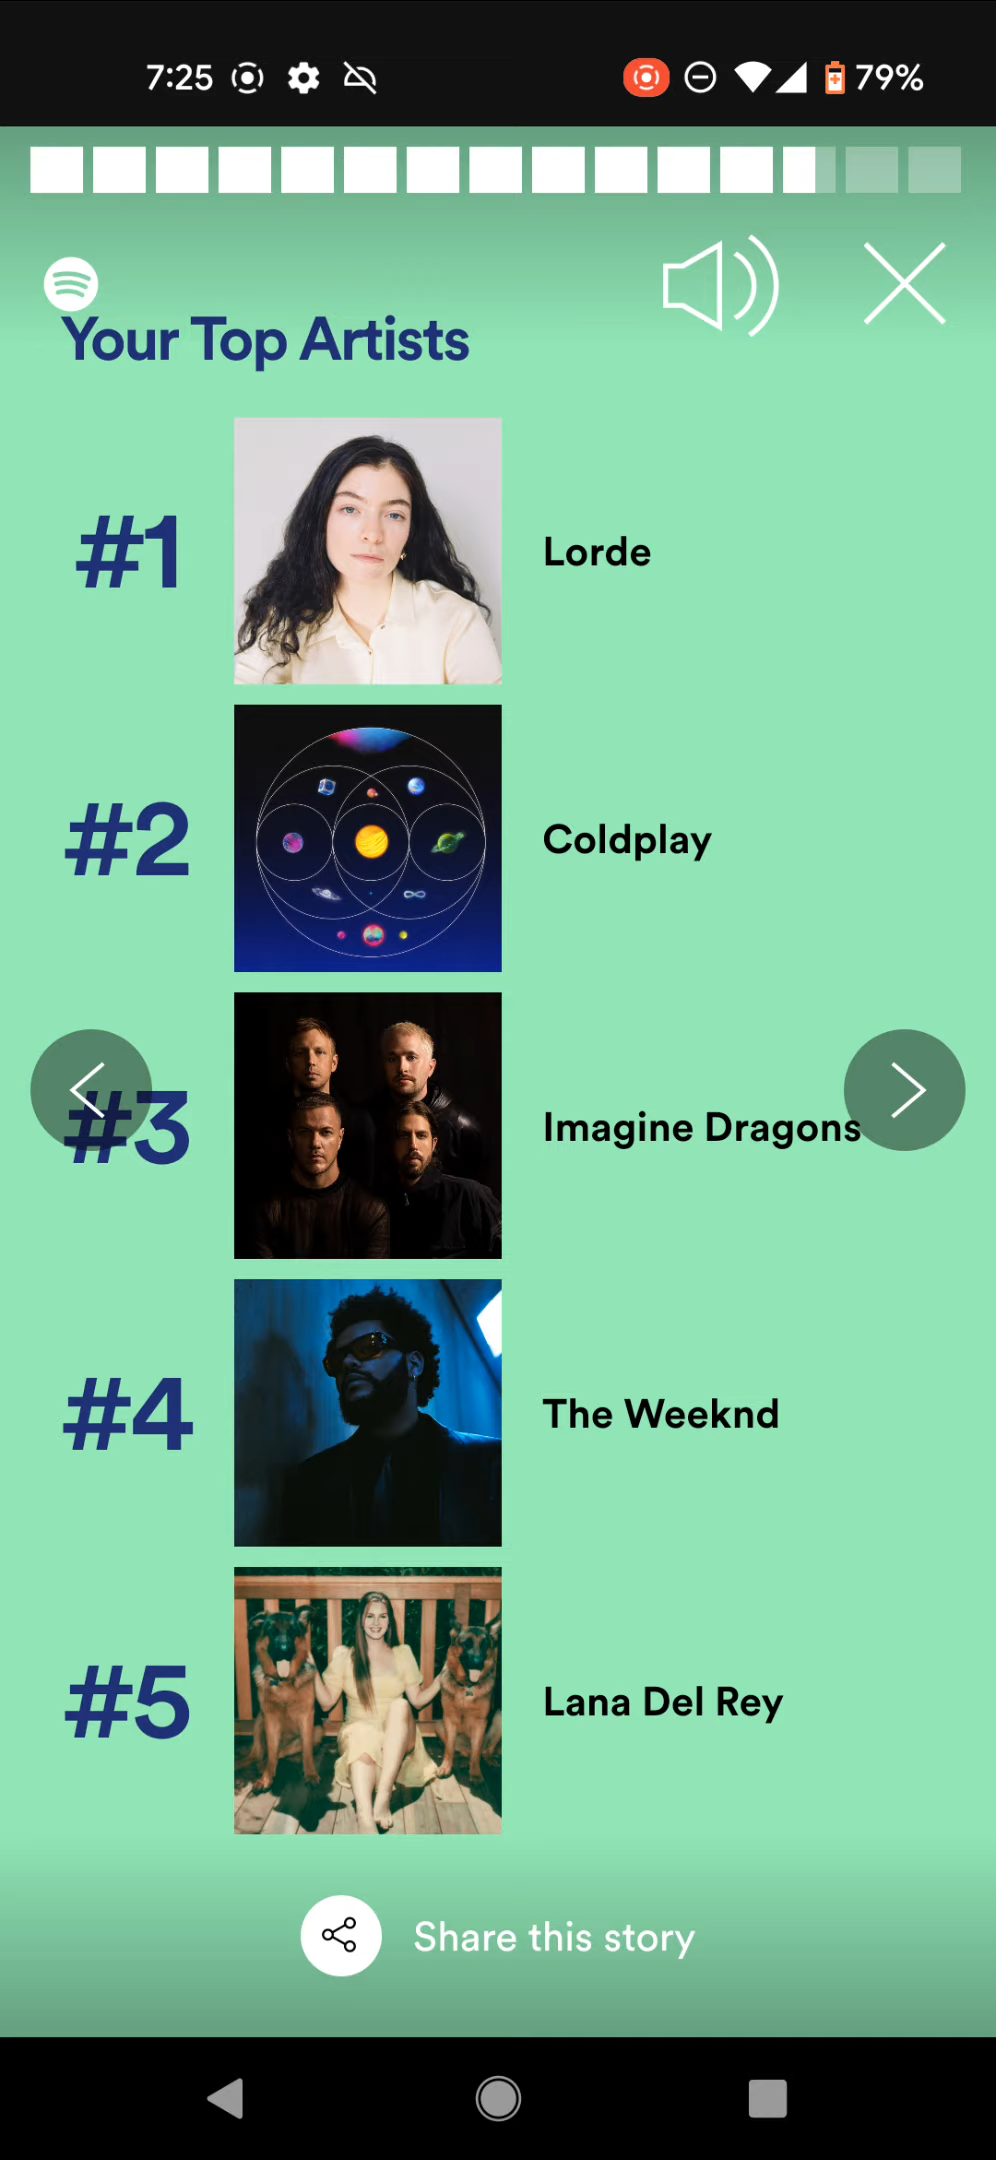 7:25 79%
Your Top Artists
#1 Lorde
#2 Coldplay
#3 Imagine Dragons
#4 The Weeknd
#5 Lana Del Rey
Share this story